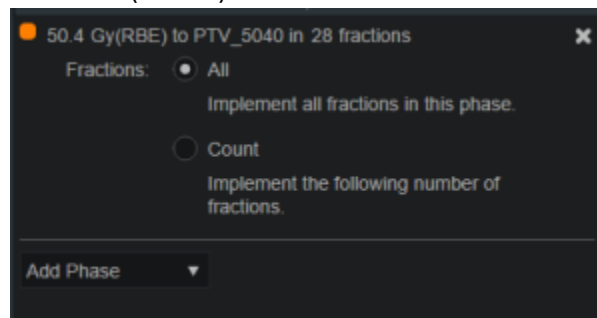 50.4 Gy(RBE) to PTV_5040 in 28 fractions
Fractions: All
Implement all fractions in this phase.
Count
Implement the following number of
fractions.
Add Phase